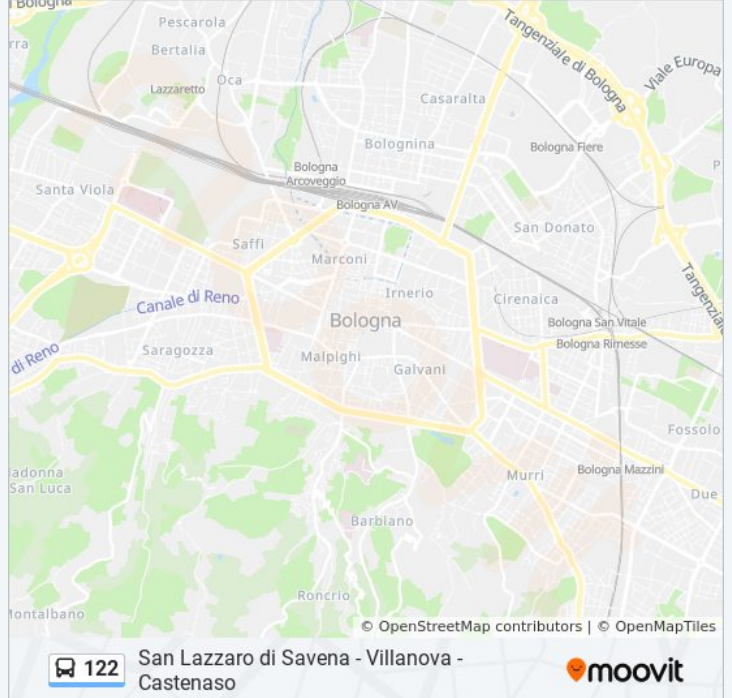 l Bologna
Pescarola
Bertalia
Tangenziale di Bologna
Viale Europa
Oca
Lazzaretto
Casaralta
Bolognina
Bologna Fiere
Bologna
Arcoveggio
Santa Viola
Bologna AV
San Donato
Saffi
Marconi
Irnerio
Canale di Reno
Cirenaica
Bologna
Bologna San Vitale
Bologna Rimesse
di Reno
Saragozza
Malpighi
Galvani
Fossolo
Murri
Bologna Mazzini
adonna
San Luca
Due
Barbiano
Roncrio
Montalbano
© OpenStreetMap contributors | © OpenMapTiles
122
San Lazzaro di Savena - Villanova -
Castenaso
moovit